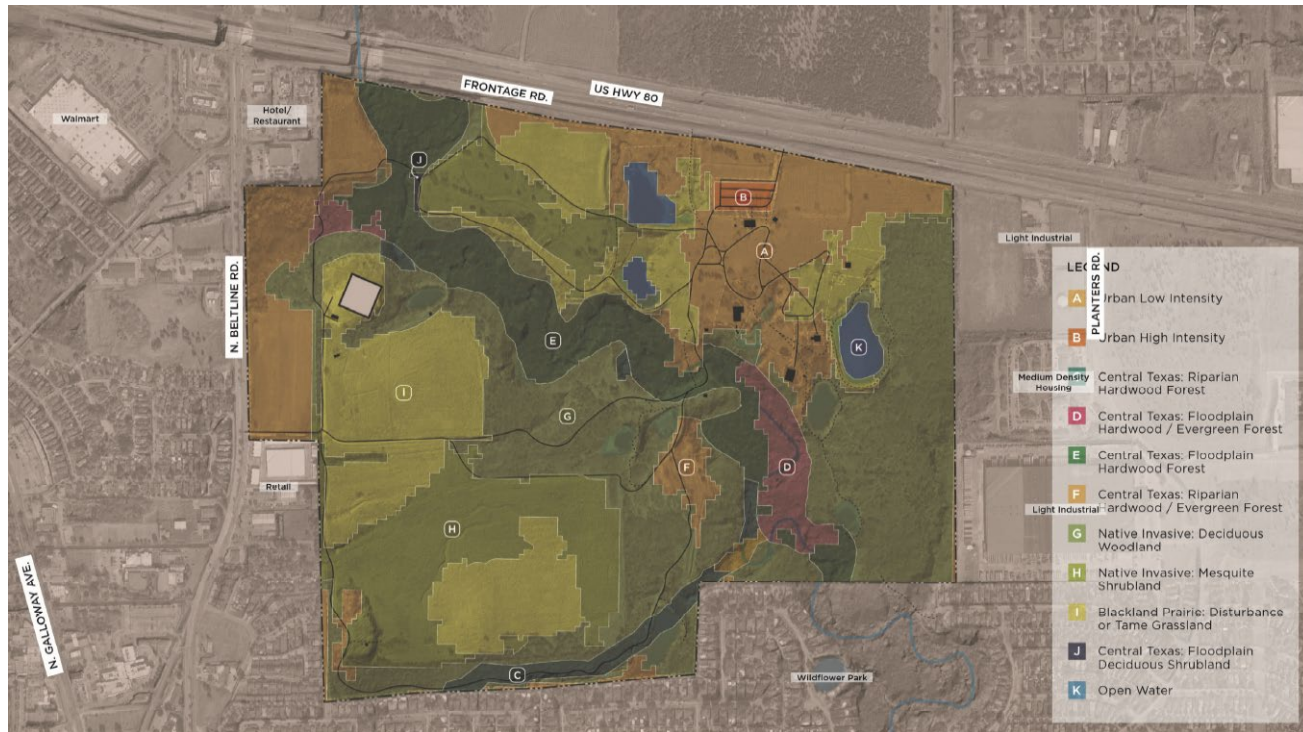 FRONTAGE RD.
US HWY 80
Walmart
Hotel/
Restaurant
J
B
A
Light Industrial
N. BELTLINE RD.
PLANTERS RD.
E
K
I
G
Medium Density
Housing
D
F
Light Industrial
Retail
H
N. GALLOWAY AVE.
C
Wildflower Park
LEGEND
A Urban Low Intensity
B Urban High Intensity
Central Texas: Riparian
Hardwood Forest
D Central Texas: Floodplain
Hardwood / Evergreen Forest
E Central Texas: Floodplain
Hardwood Forest
F Central Texas: Riparian
Hardwood / Evergreen Forest
G Native Invasive: Deciduous
Woodland
H Native Invasive: Mesquite
Shrubland
I Blackland Prairie: Disturbance
or Tame Grassland
J Central Texas: Floodplain
Deciduous Shrubland
K Open Water